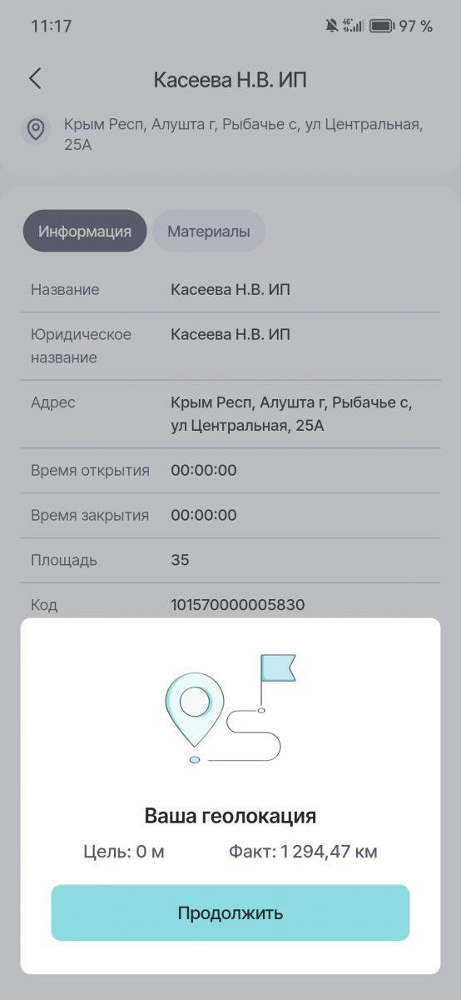 11:17
4G+
97 %
Касеева Н.В. ИП
Крым Респ, Алушта г, Рыбачье с, ул Центральная,
25А
Информация
Материалы
Название
Касеева Н.В. ИП
Юридическое
название
Касеева Н.В. ИП
Адрес
Крым Респ, Алушта г, Рыбачье с,
ул Центральная, 25А
Время открытия
00:00:00
Время закрытия
00:00:00
Площадь
35
Код
101570000005830
Ваша геолокация
Цель: 0 м
Факт: 1 294,47 км
Продолжить